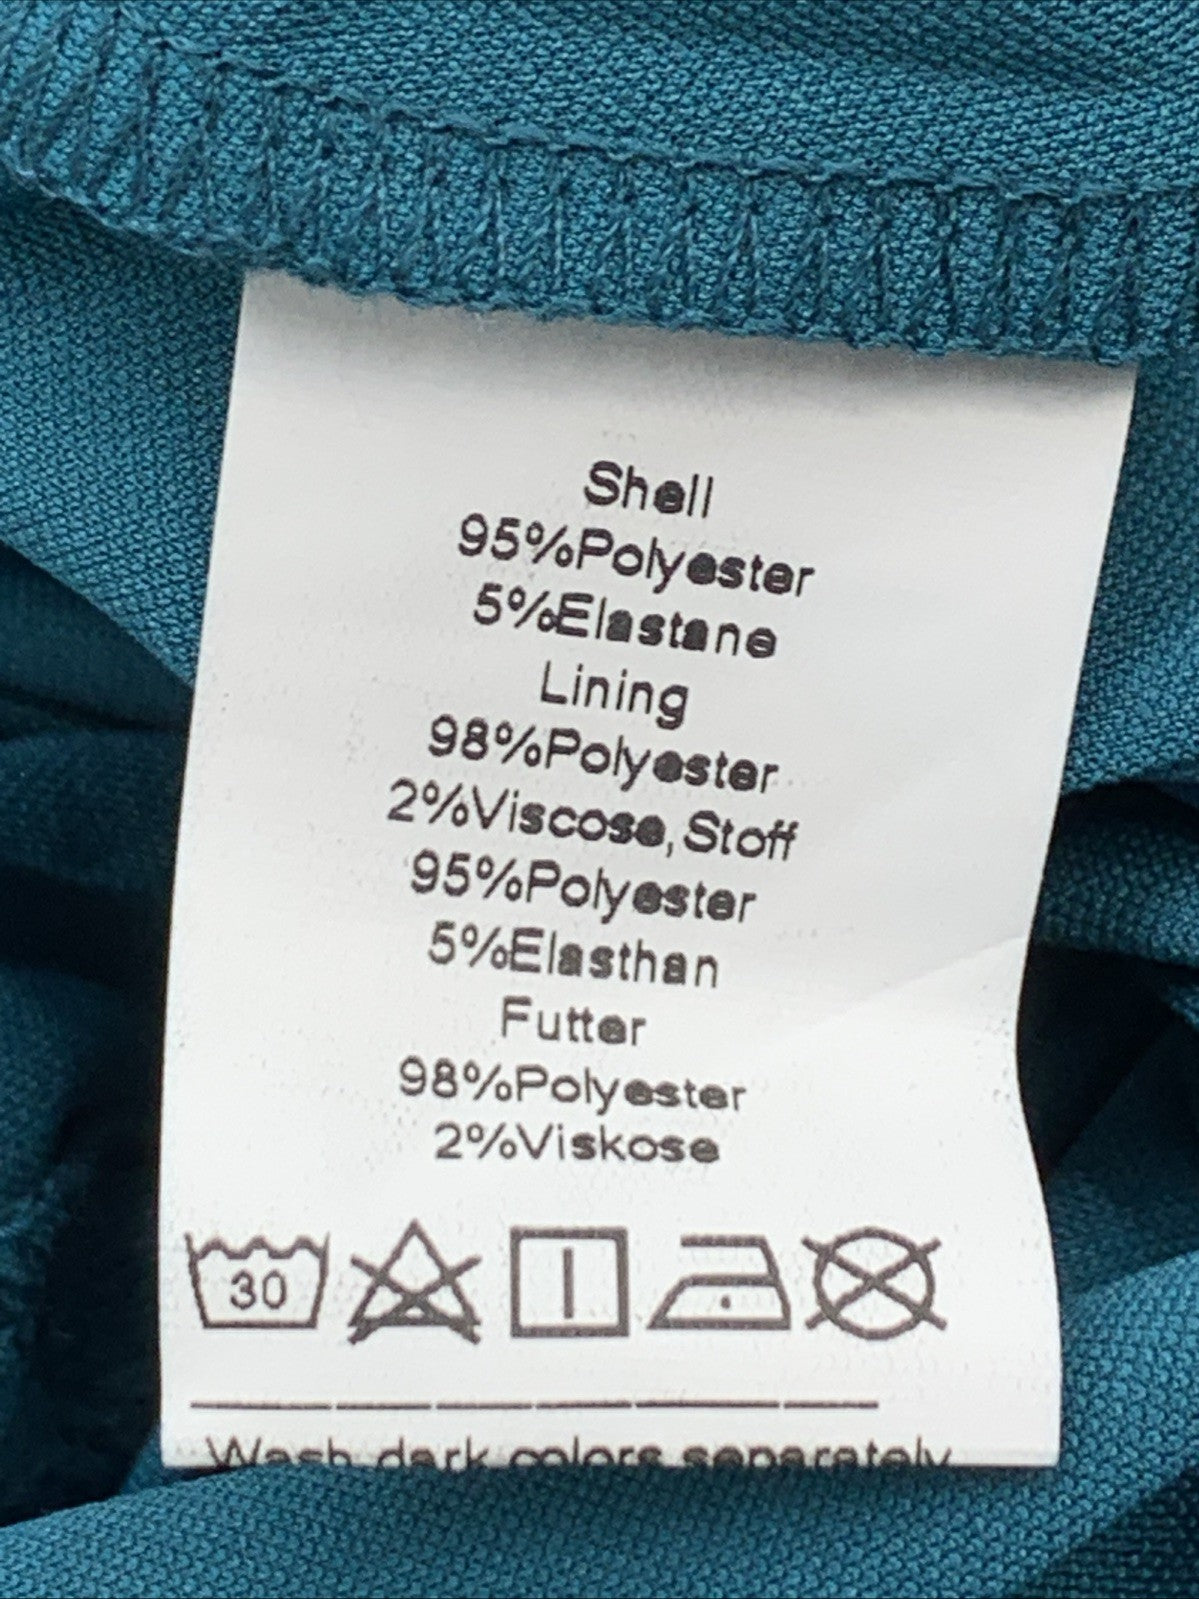 Shell
95%Polyester
5%Elastane
Lining
98%Polyester
2%Viscose,Stoff
95%Polyester
5%Elasthan
Futter
98%Polyester
2%Viskose
30
Wash dark colors separately